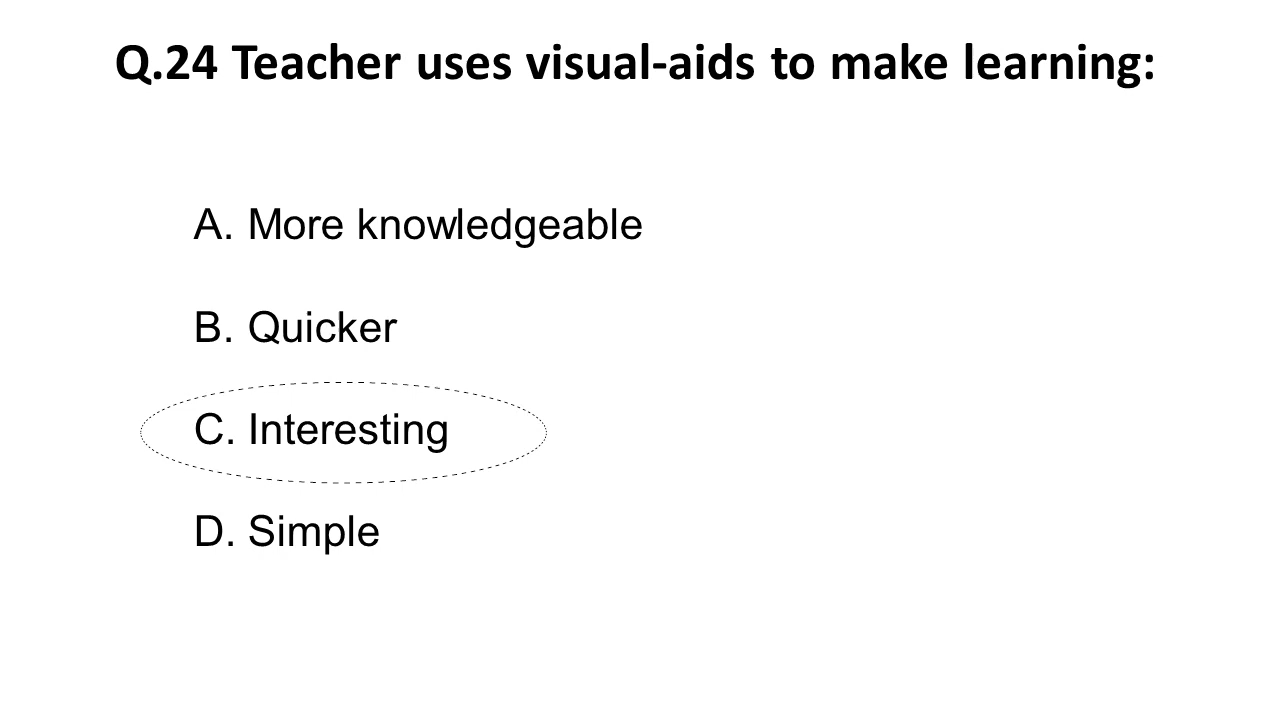 Q.24 Teacher uses visual-aids to make learning:
A. More knowledgeable
B. Quicker
C. Interesting
D. Simple